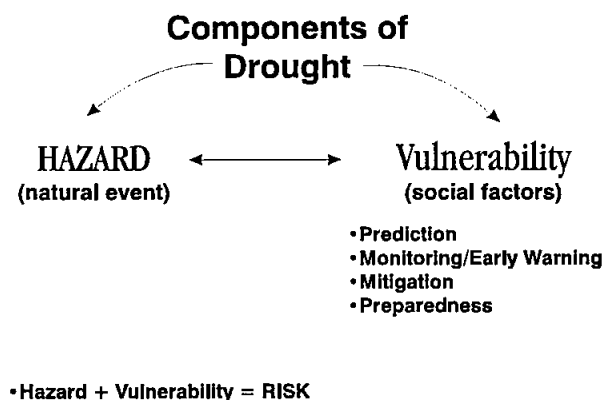 Components of
Drought
HAZARD
(natural event)
Vulnerability
(social factors)
•Prediction
•Monitoring/Early Warning
•Mitigation
•Preparedness
•Hazard + Vulnerability = RISK